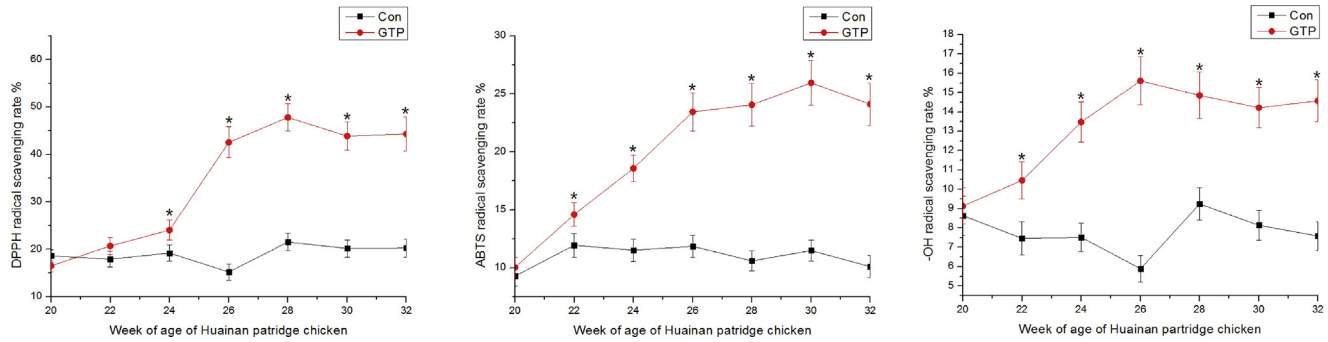 Con
GTP
DPPH radical scavenging rate %
60
50
40
30
20
10
*
*
*
*
*
20 22 24 26 28 30 32
Week of age of Huainan patridge chicken
Con
GTP
ABTS radical scavenging rate %
30
25
20
15
10
*
*
*
*
*
*
20 22 24 26 28 30 32
Week of age of Huainan patridge chicken
Con
GTP
-OH radical scavenging rate %
18
17
16
15
14
13
12
11
10
9
8
7
6
5
*
*
*
*
*
*
20 22 24 26 28 30 32
Week of age of Huainan partridge chicken